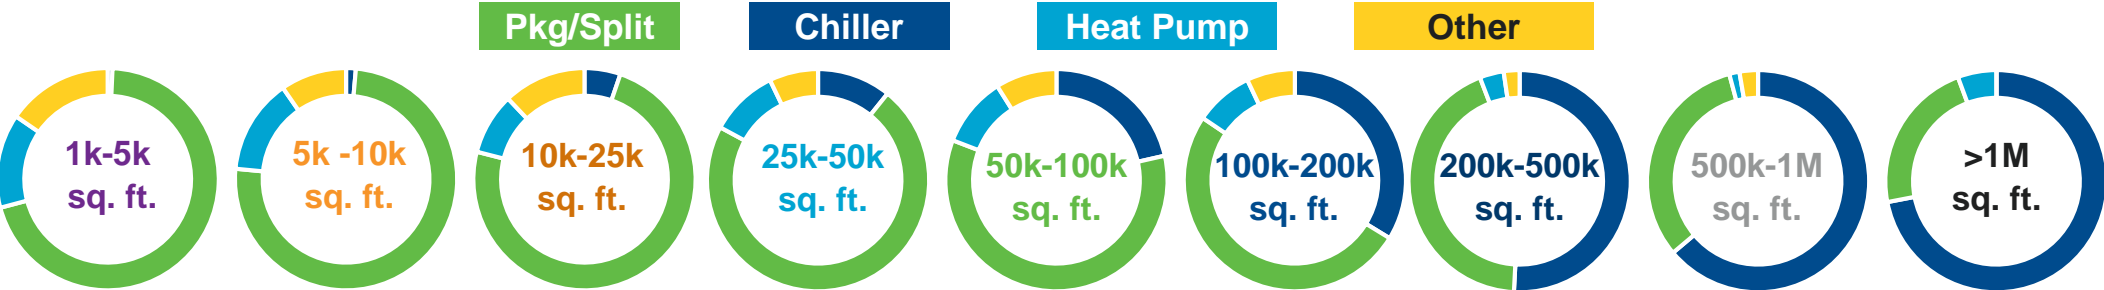 Pkg/Split
Chiller
Heat Pump
Other
1k-5k
sq. ft.
5k -10k
sq. ft.
10k-25k
sq. ft.
25k-50k
sq. ft.
50k-100k
sq. ft.
100k-200k
sq. ft.
200k-500k
sq. ft.
500k-1M
sq. ft.
>1M
sq. ft.